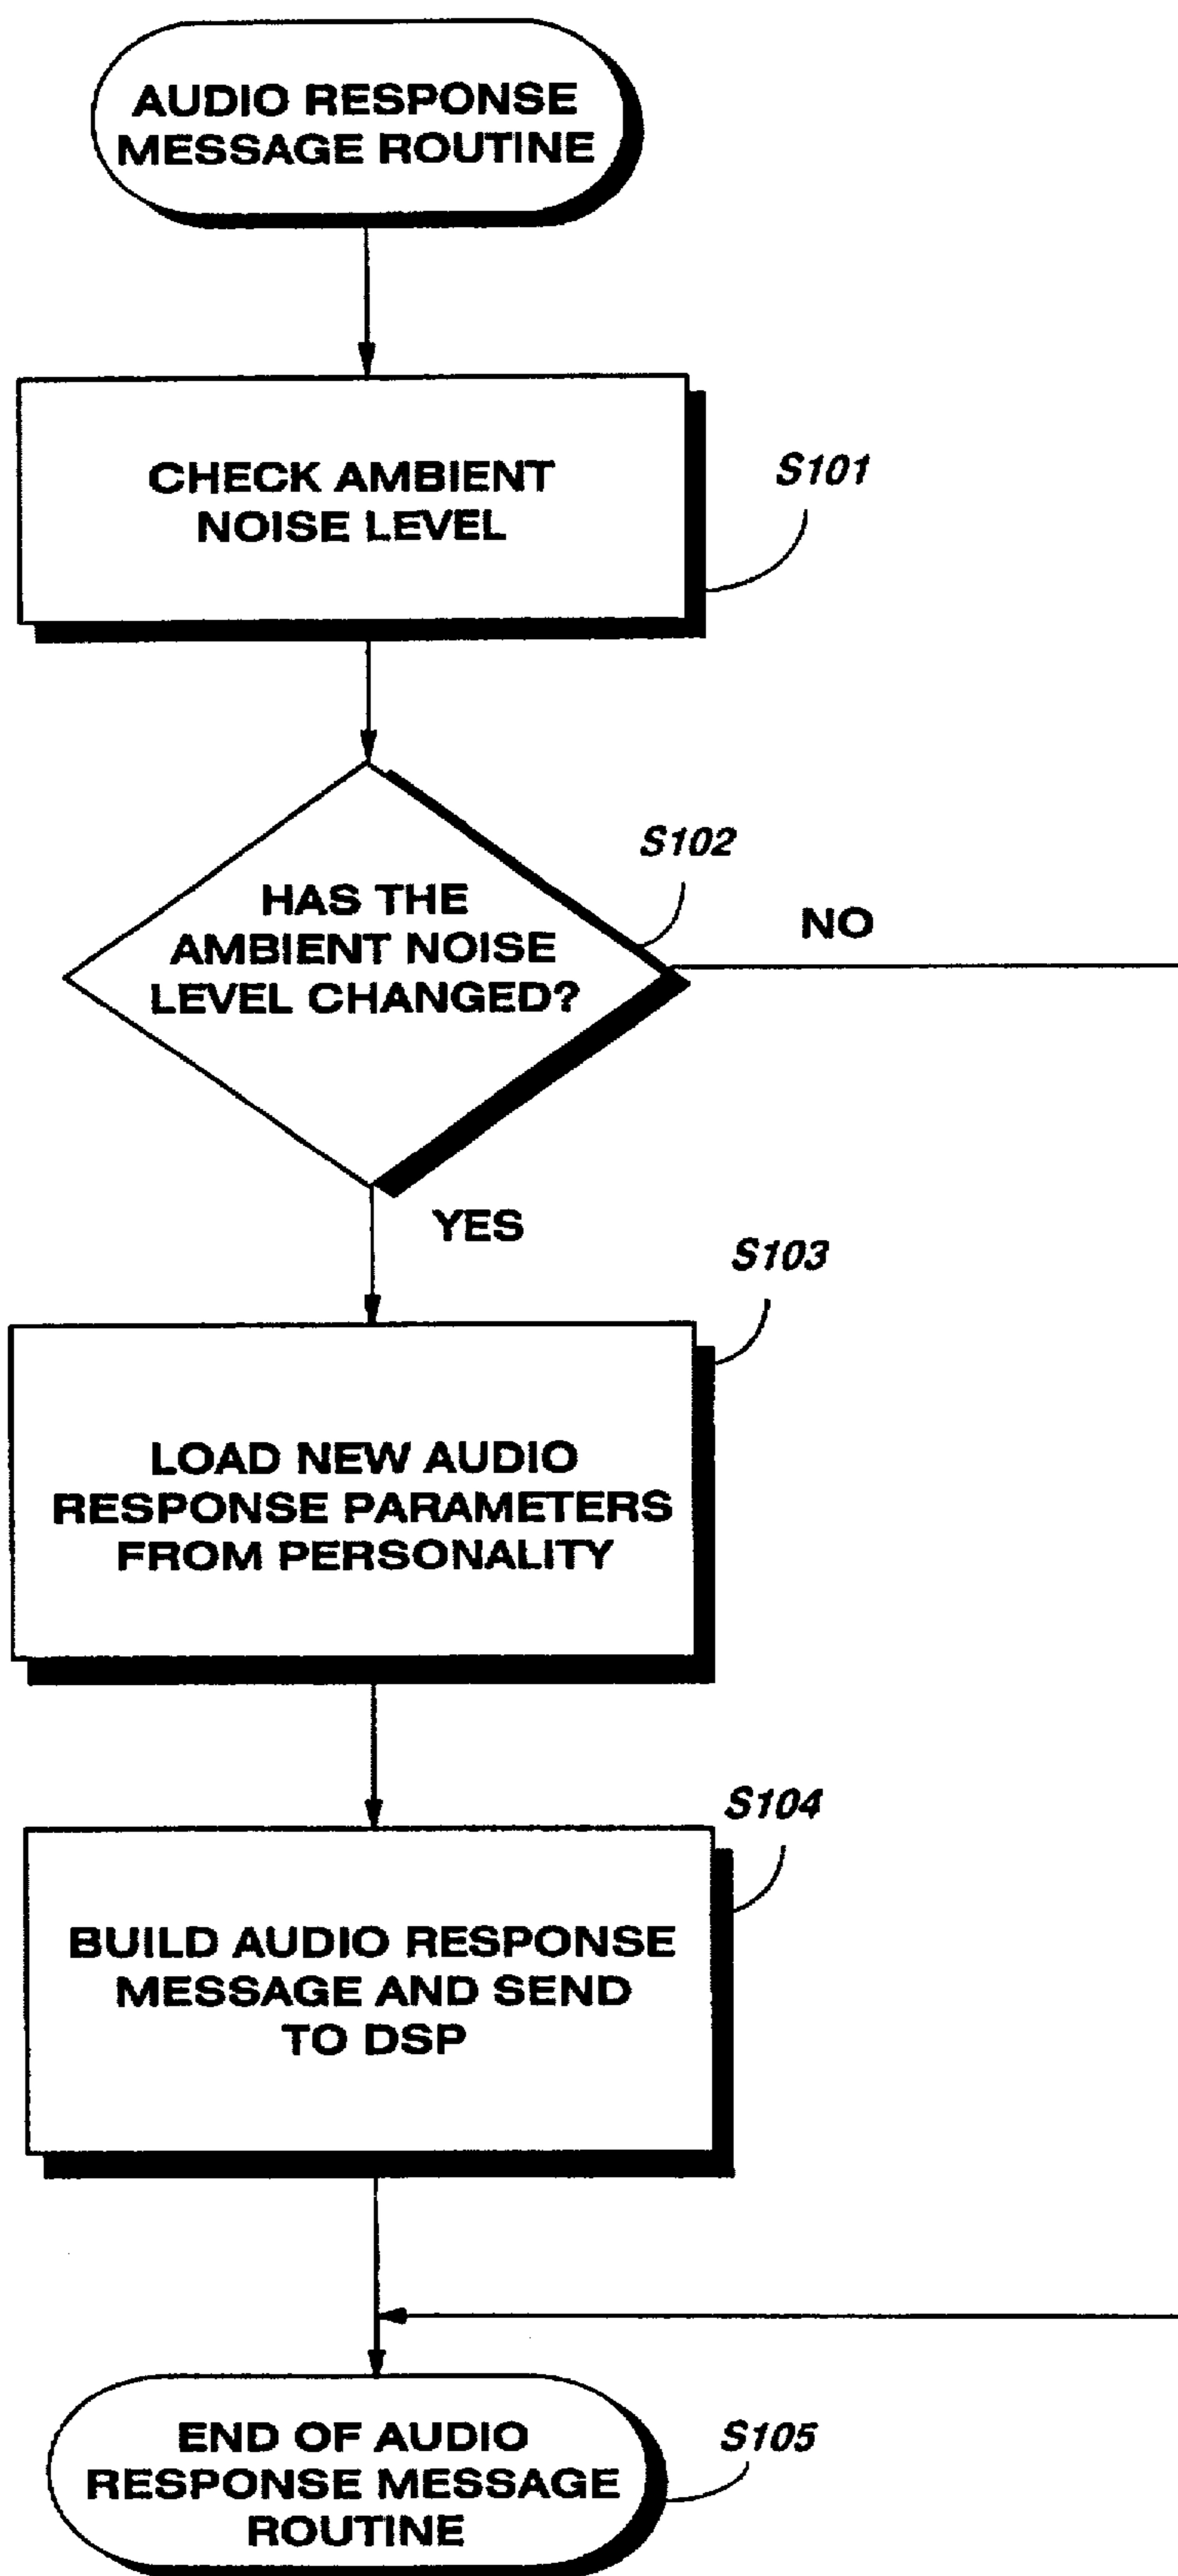 AUDIO RESPONSE
MESSAGE ROUTINE
CHECK AMBIENT
NOISE LEVEL
S101
HAS THE
AMBIENT NOISE
LEVEL CHANGED?
S102
NO
YES
S103
LOAD NEW AUDIO
RESPONSE PARAMETERS
FROM PERSONALITY
S104
BUILD AUDIO RESPONSE
MESSAGE AND SEND
TO DSP
END OF AUDIO
RESPONSE MESSAGE
ROUTINE
S105